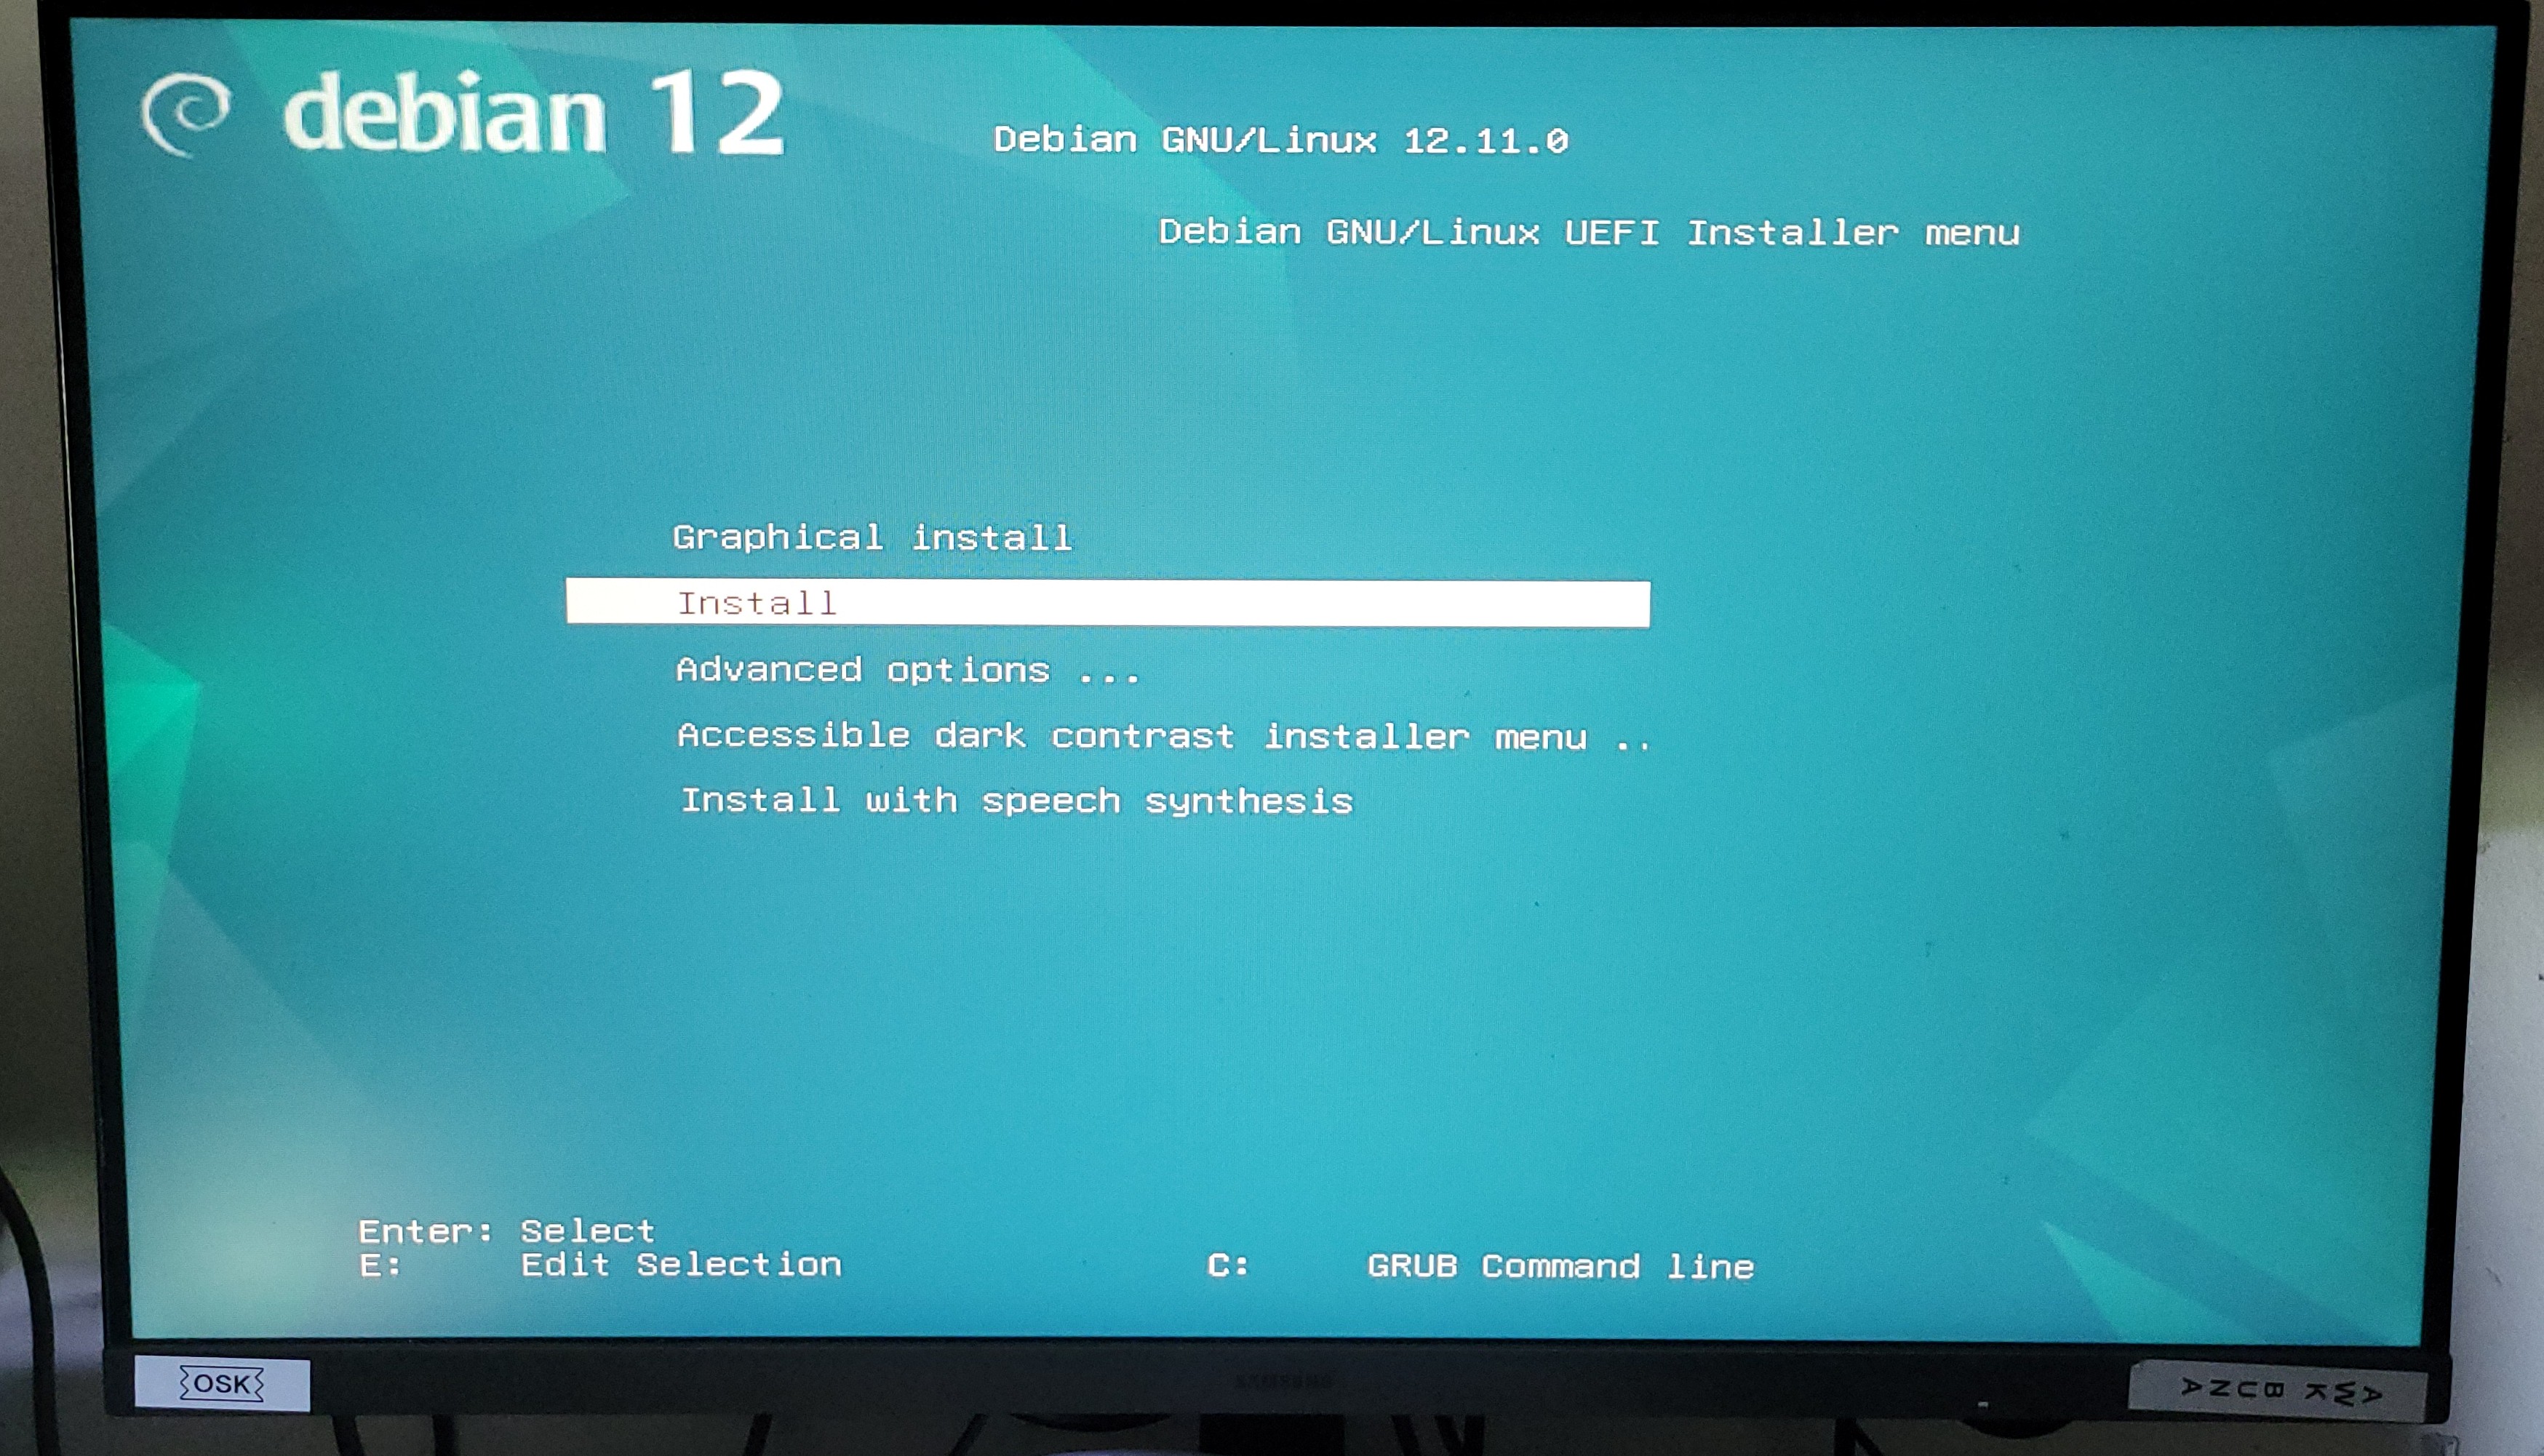 debian 12
Debian GNU/Linux 12.11.0
Debian GNU/Linux UEFI Installer menu
Graphical install
Install
Advanced options ...
Accessible dark contrast installer menu ..
Install with speech synthesis
Enter: Select
E: Edit Selection
C: GRUB Command line
OSK
SAMSUNG